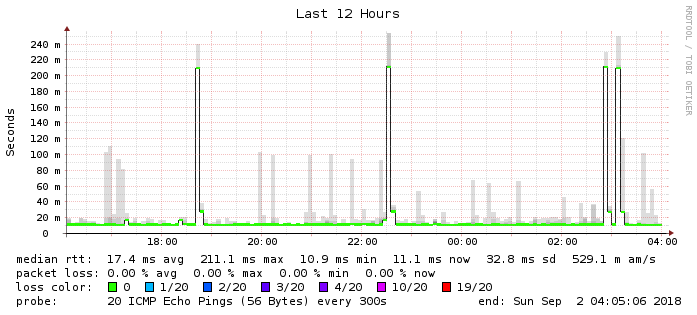 Last 12 Hours
RRDTOOL / TOBI OETIKER
Seconds
240 m
220 m
200 m
180 m
160 m
140 m
120 m
100 m
80 m
60 m
40 m
20 m
0
18:00 20:00 22:00 00:00 02:00 04:00
median rtt: 17.4 ms avg 211.1 ms max 10.9 ms min 11.1 ms now 32.8 ms sd 529.1 m am/s
packet loss: 0.00 % avg 0.00 % max 0.00 % min 0.00 % now
loss color: 0 1/20 2/20 3/20 4/20 10/20 19/20
probe: 20 ICMP Echo Pings (56 Bytes) every 300s end: Sun Sep 2 04:05:06 2018